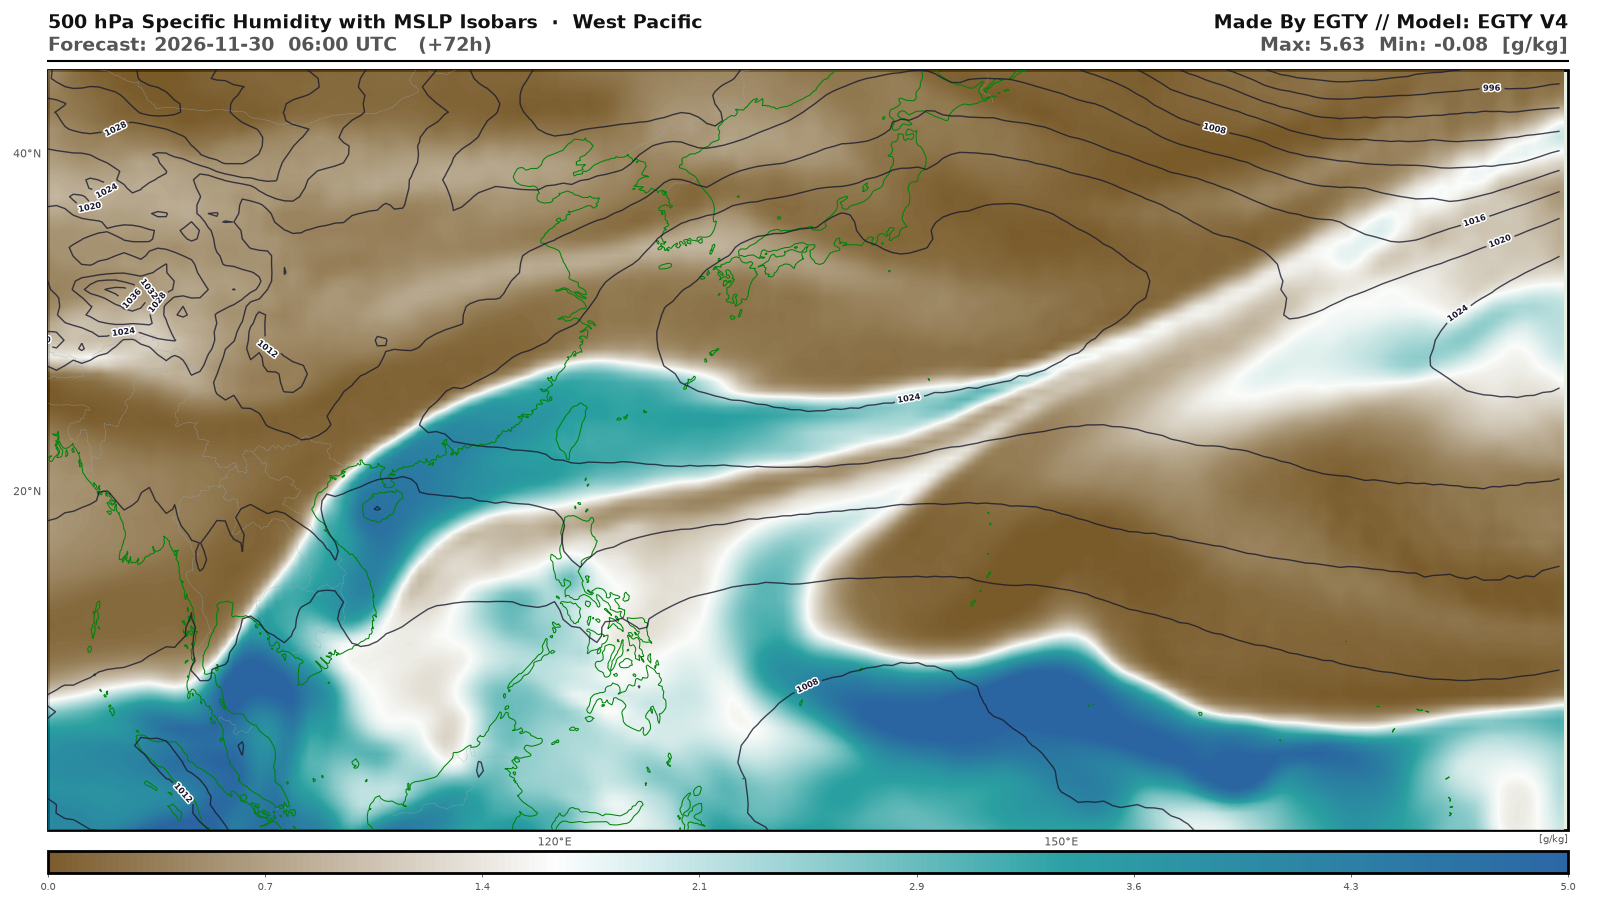 500 hPa Specific Humidity with MSLP Isobars · West Pacific
Made By EGTY // Model: EGTY V4
Forecast: 2026-11-30 06:00 UTC (+72h)
Max: 5.63 Min: -0.08 [g/kg]
996
1028
1008
40°N
1024
1020
1016
1020
1036
1032
1028
1024
1024
1012
1024
20°N
1008
1012
120°E
150°E
[g/kg]
0.0
0.7
1.4
2.1
2.9
3.6
4.3
5.0